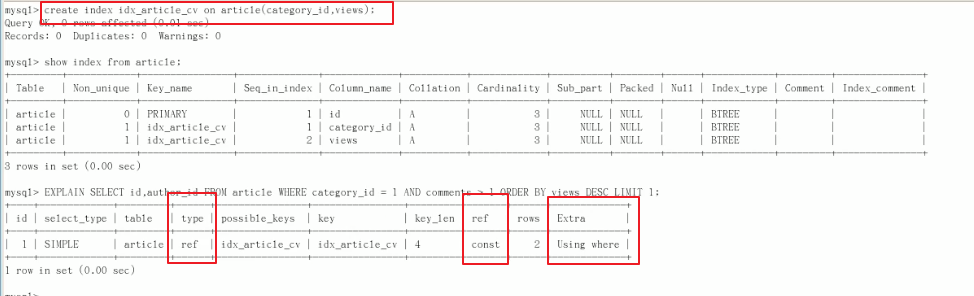 mysql> create index idx_article_cv on article(category_id,views);
Query OK, 0 rows affected (0.01 sec)
Records: 0  Duplicates: 0  Warnings: 0
mysql> show index from article;
| Table | Non_unique | Key_name | Seq_in_index | Column_name | Collation | Cardinality | Sub_part | Packed | Null | Index_type | Comment | Index_comment |
| article | 0 | PRIMARY | 1 | id | A | 3 | NULL | NULL | | BTREE | | |
| article | 1 | idx_article_cv | 1 | category_id | A | 3 | NULL | NULL | | BTREE | | |
| article | 1 | idx_article_cv | 2 | views | A | 3 | NULL | NULL | | BTREE | | |
3 rows in set (0.00 sec)
mysql> EXPLAIN SELECT id,author_id FROM article WHERE category_id = 1 AND comments > 1 ORDER BY views DESC LIMIT 1;
| id | select_type | table | type | possible_keys | key | key_len | ref | rows | Extra |
| 1 | SIMPLE | article | ref | idx_article_cv | idx_article_cv | 4 | const | 2 | Using where |
1 row in set (0.00 sec)
mysql>